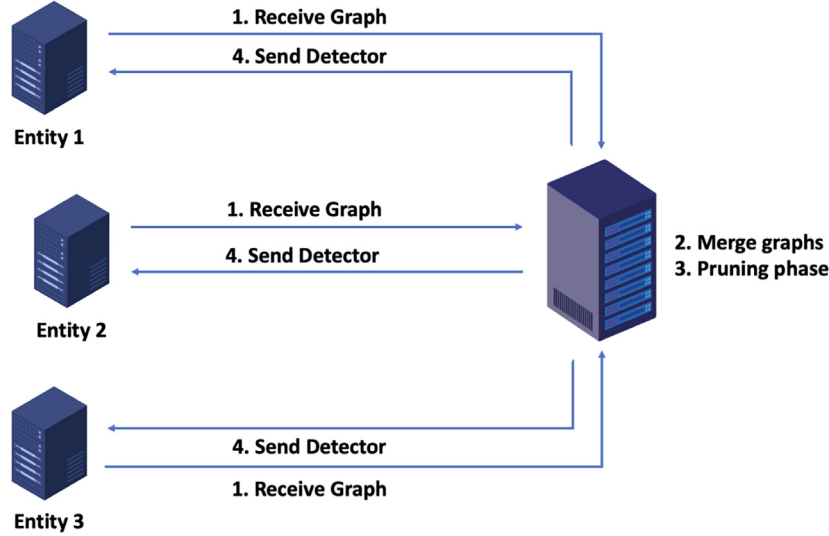 1. Receive Graph
4. Send Detector
Entity 1
1. Receive Graph
4. Send Detector
2. Merge graphs
3. Pruning phase
Entity 2
4. Send Detector
1. Receive Graph
Entity 3